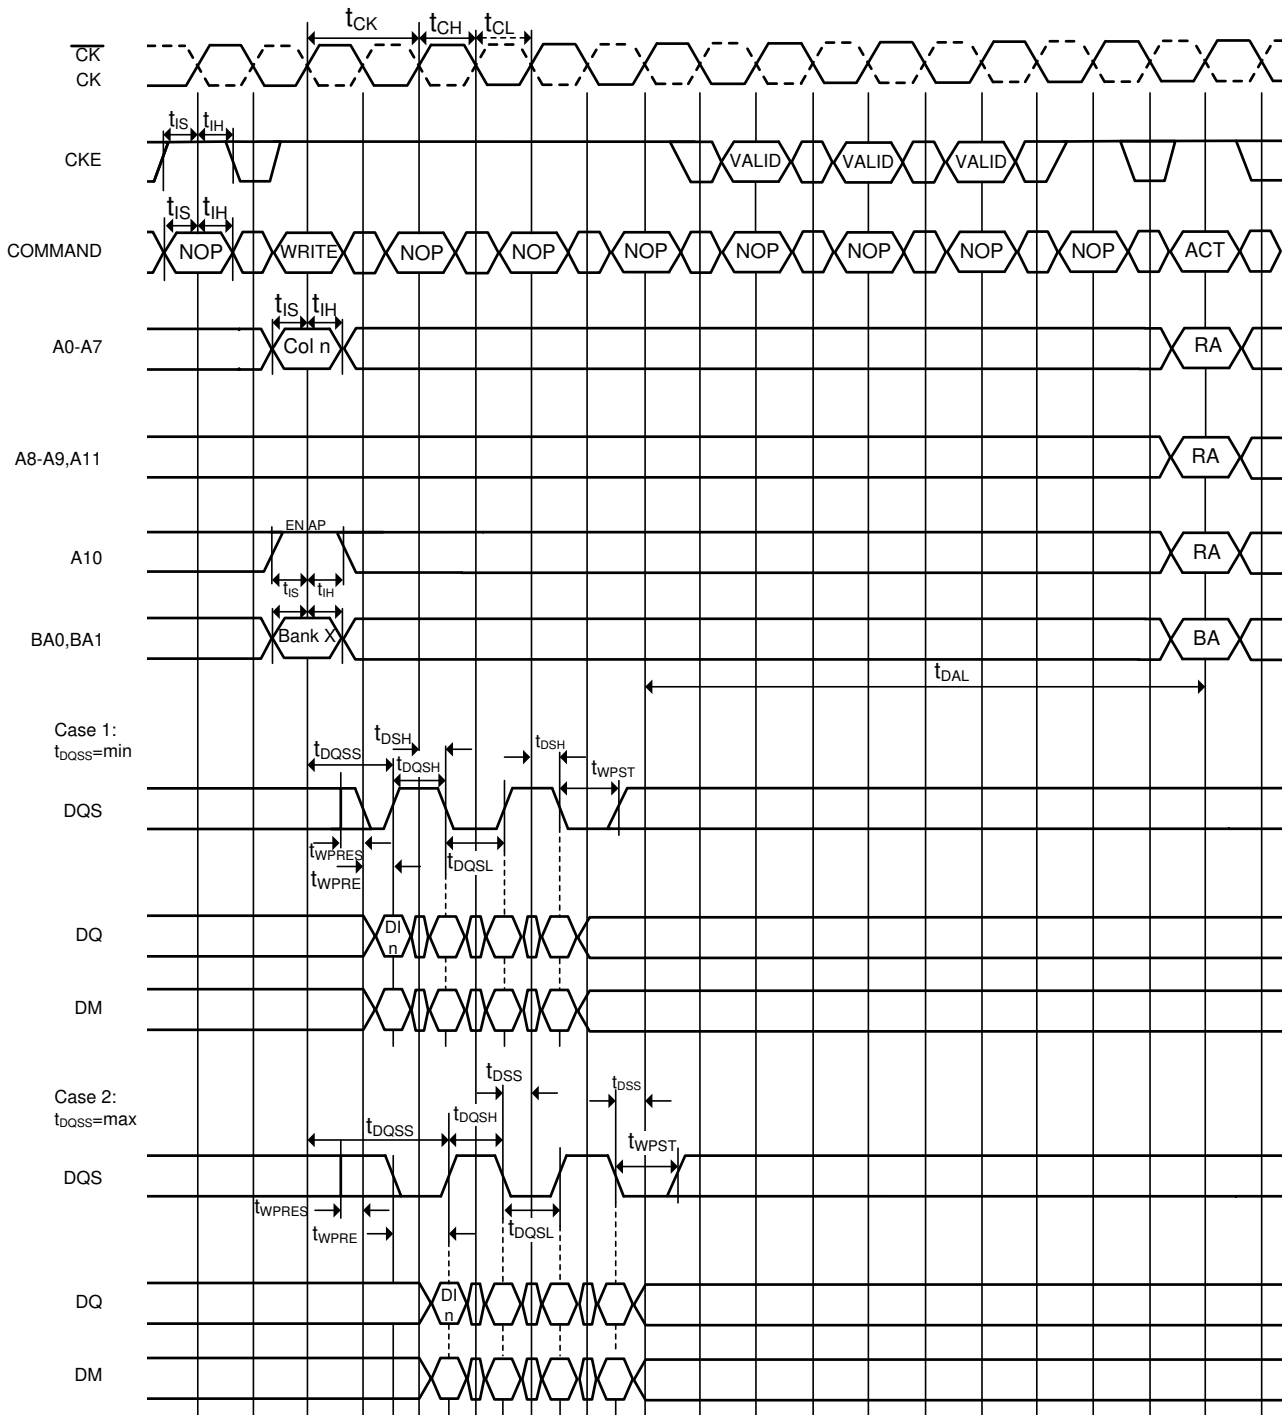 tCK tCH tCL
CK
CK
tIS tIH
CKE VALID VALID VALID
tIS tIH
COMMAND NOP WRITE NOP NOP NOP NOP NOP NOP NOP ACT
tIS tIH
A0-A7 Col n RA
A8-A9,A11 RA
EN AP
A10 RA
tIS tIH
BA0,BA1 Bank X BA
tDAL
Case 1:
tDQSS=min
tDQSS tDSH tDQSH tDSH tWPST
DQS
tWPRES
tWPRE
tDQSL
DQ DI
n
DM
Case 2:
tDQSS=max
tDQSS tDQSH tDSS tDSS tWPST
DQS
tWPRES
tWPRE
tDQSL
DQ DI
n
DM